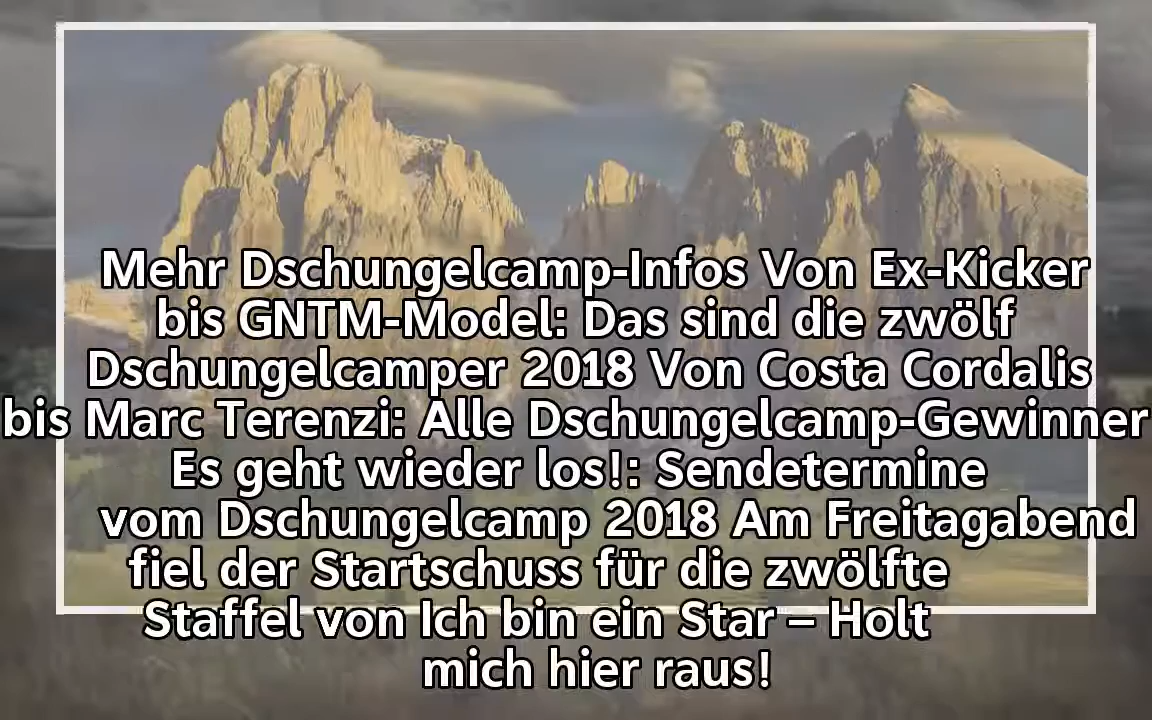 Mehr Dschungelcamp-Infos Von Ex-Kicker
bis GNTM-Model: Das sind die zwölf
Dschungelcamper 2018 Von Costa Cordalis
bis Marc Terenzi: Alle Dschungelcamp-Gewinner
Es geht wieder los!: Sendetermine
vom Dschungelcamp 2018 Am Freitagabend
fiel der Startschuss für die zwölfte
Staffel von Ich bin ein Star – Holt
mich hier raus!